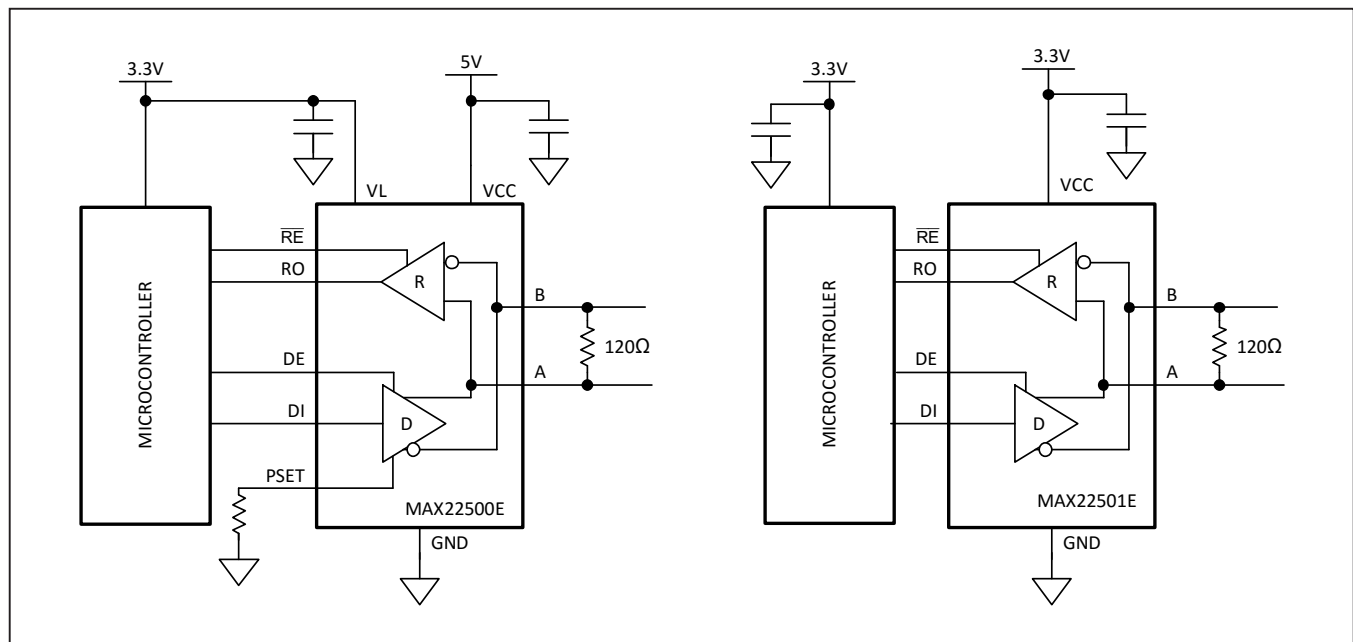 3.3V
5V
VL
VCC
MICROCONTROLLER
RE
RO
R
B
120Ω
A
DE
DI
D
PSET
MAX22500E
GND
3.3V
3.3V
VCC
MICROCONTROLLER
RE
RO
R
B
120Ω
A
DE
DI
D
MAX22501E
GND